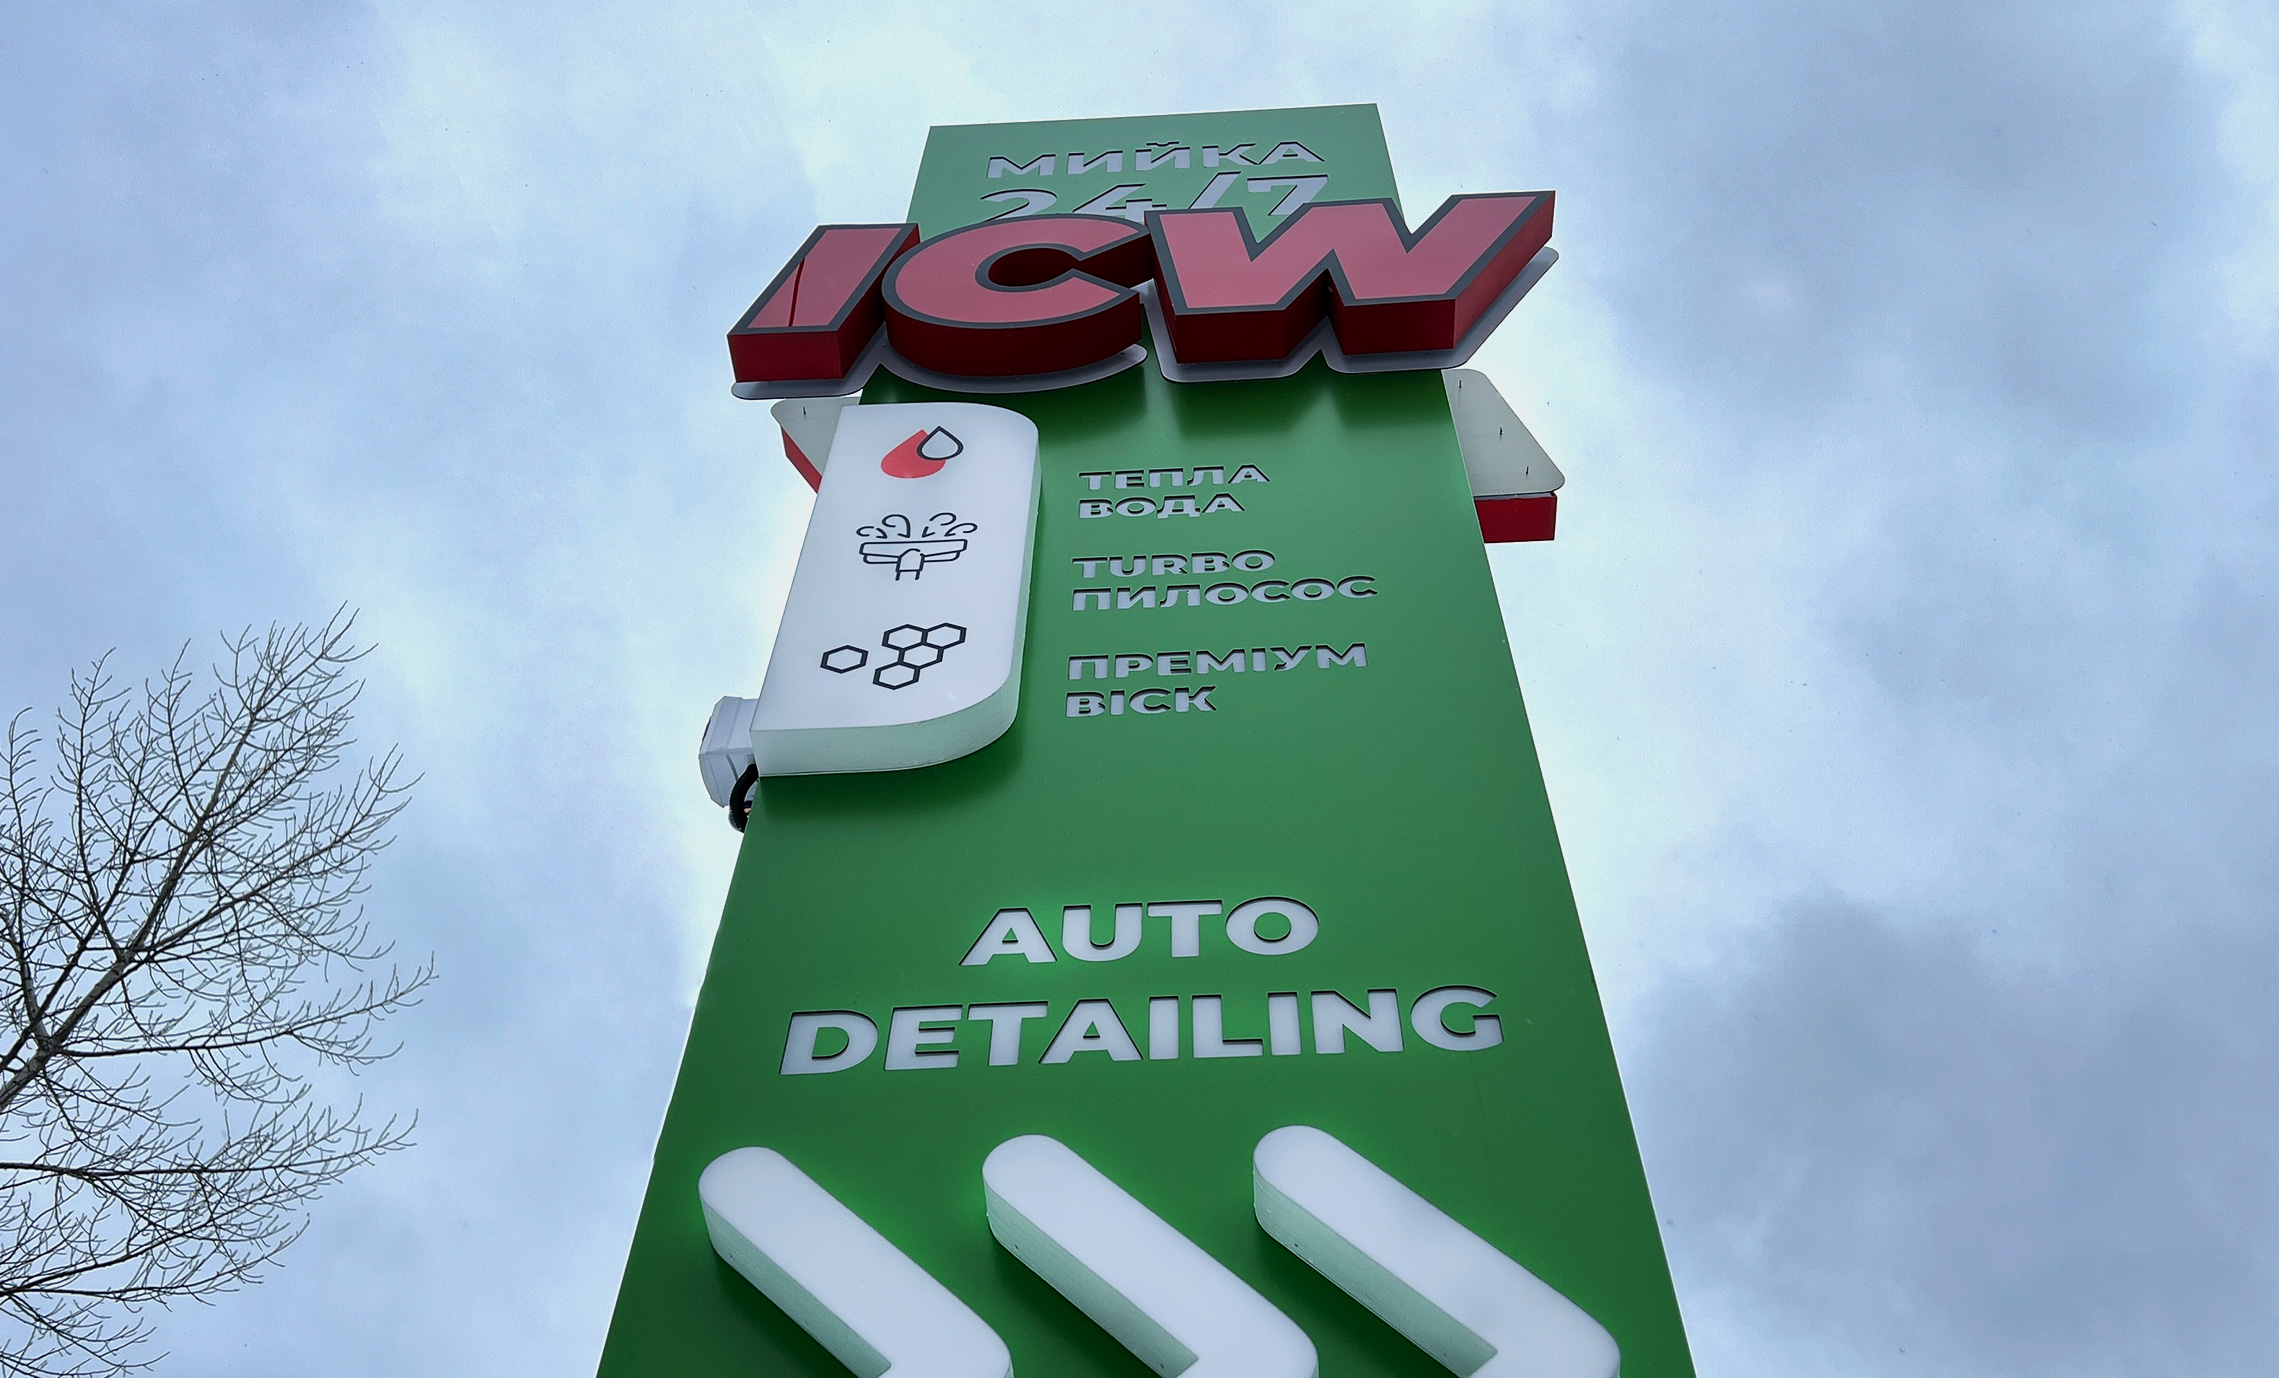 МИЙКА
24/7
ICW
ТЕПЛА
ВОДА
TURBO
ПИЛОСОС
ПРЕМІУМ
ВІСК
AUTO
DETAILING